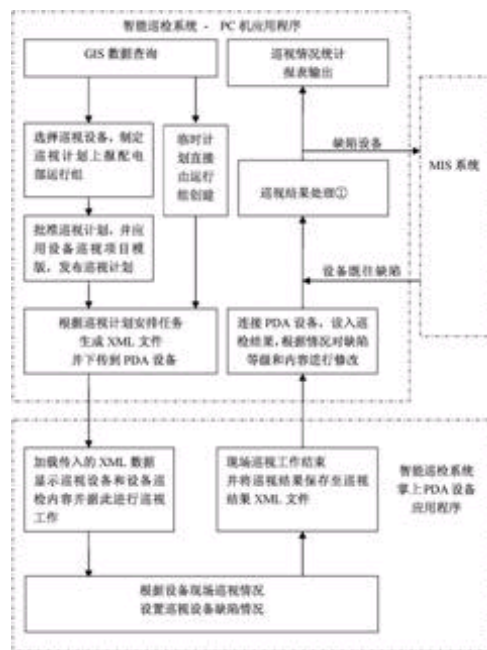 智能巡检系统 - PC 机应用程序
GIS 数据查询
选择巡视设备，制定
巡视计划上报配电
部运行组
临时计
划直接
由运行
组创建
批准巡视计划，并应
用设备巡视项目模
版，发布巡视计划
根据巡视计划安排任务
生成 XML 文件
并下传到 PDA 设备
巡视情况统计
报表输出
缺陷设备
MIS 系统
巡视结果处理①
设备既往缺陷
连接 PDA 设备，读入巡
检结果，根据情况对缺陷
等级和内容进行修改
加载传入的 XML 数据
显示巡视设备和设备巡
检内容并据此进行巡视
工作
现场巡视工作结束
并将巡视结果保存至巡视
结果 XML 文件
智能巡检系统
掌上 PDA 设备
应用程序
根据设备现场巡视情况
设置巡视设备缺陷情况